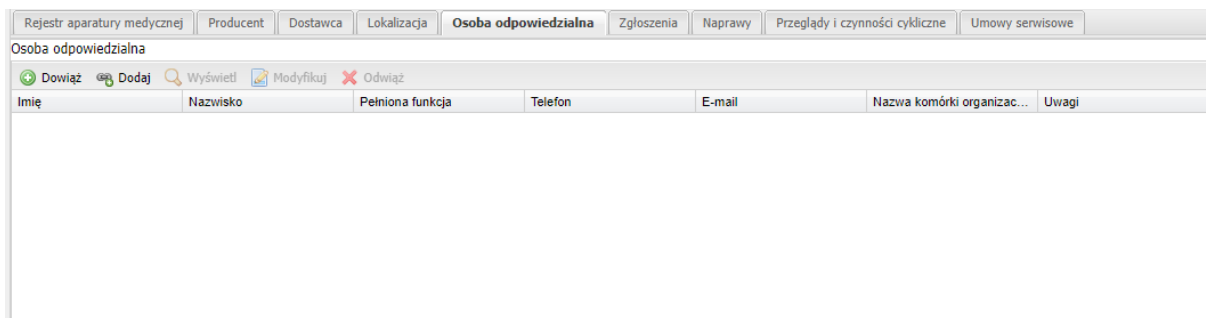 Rejestr aparatury medycznej Producent Dostawca Lokalizacja Osoba odpowiedzialna Zgłoszenia Naprawy Przeglądy i czynności cykliczne Umowy serwisowe
Osoba odpowiedzialna
Dowiąż Dodaj Wyświetl Modyfikuj Odwiąż
Imię Nazwisko Pełniona funkcja Telefon E-mail Nazwa komórki organizac... Uwagi